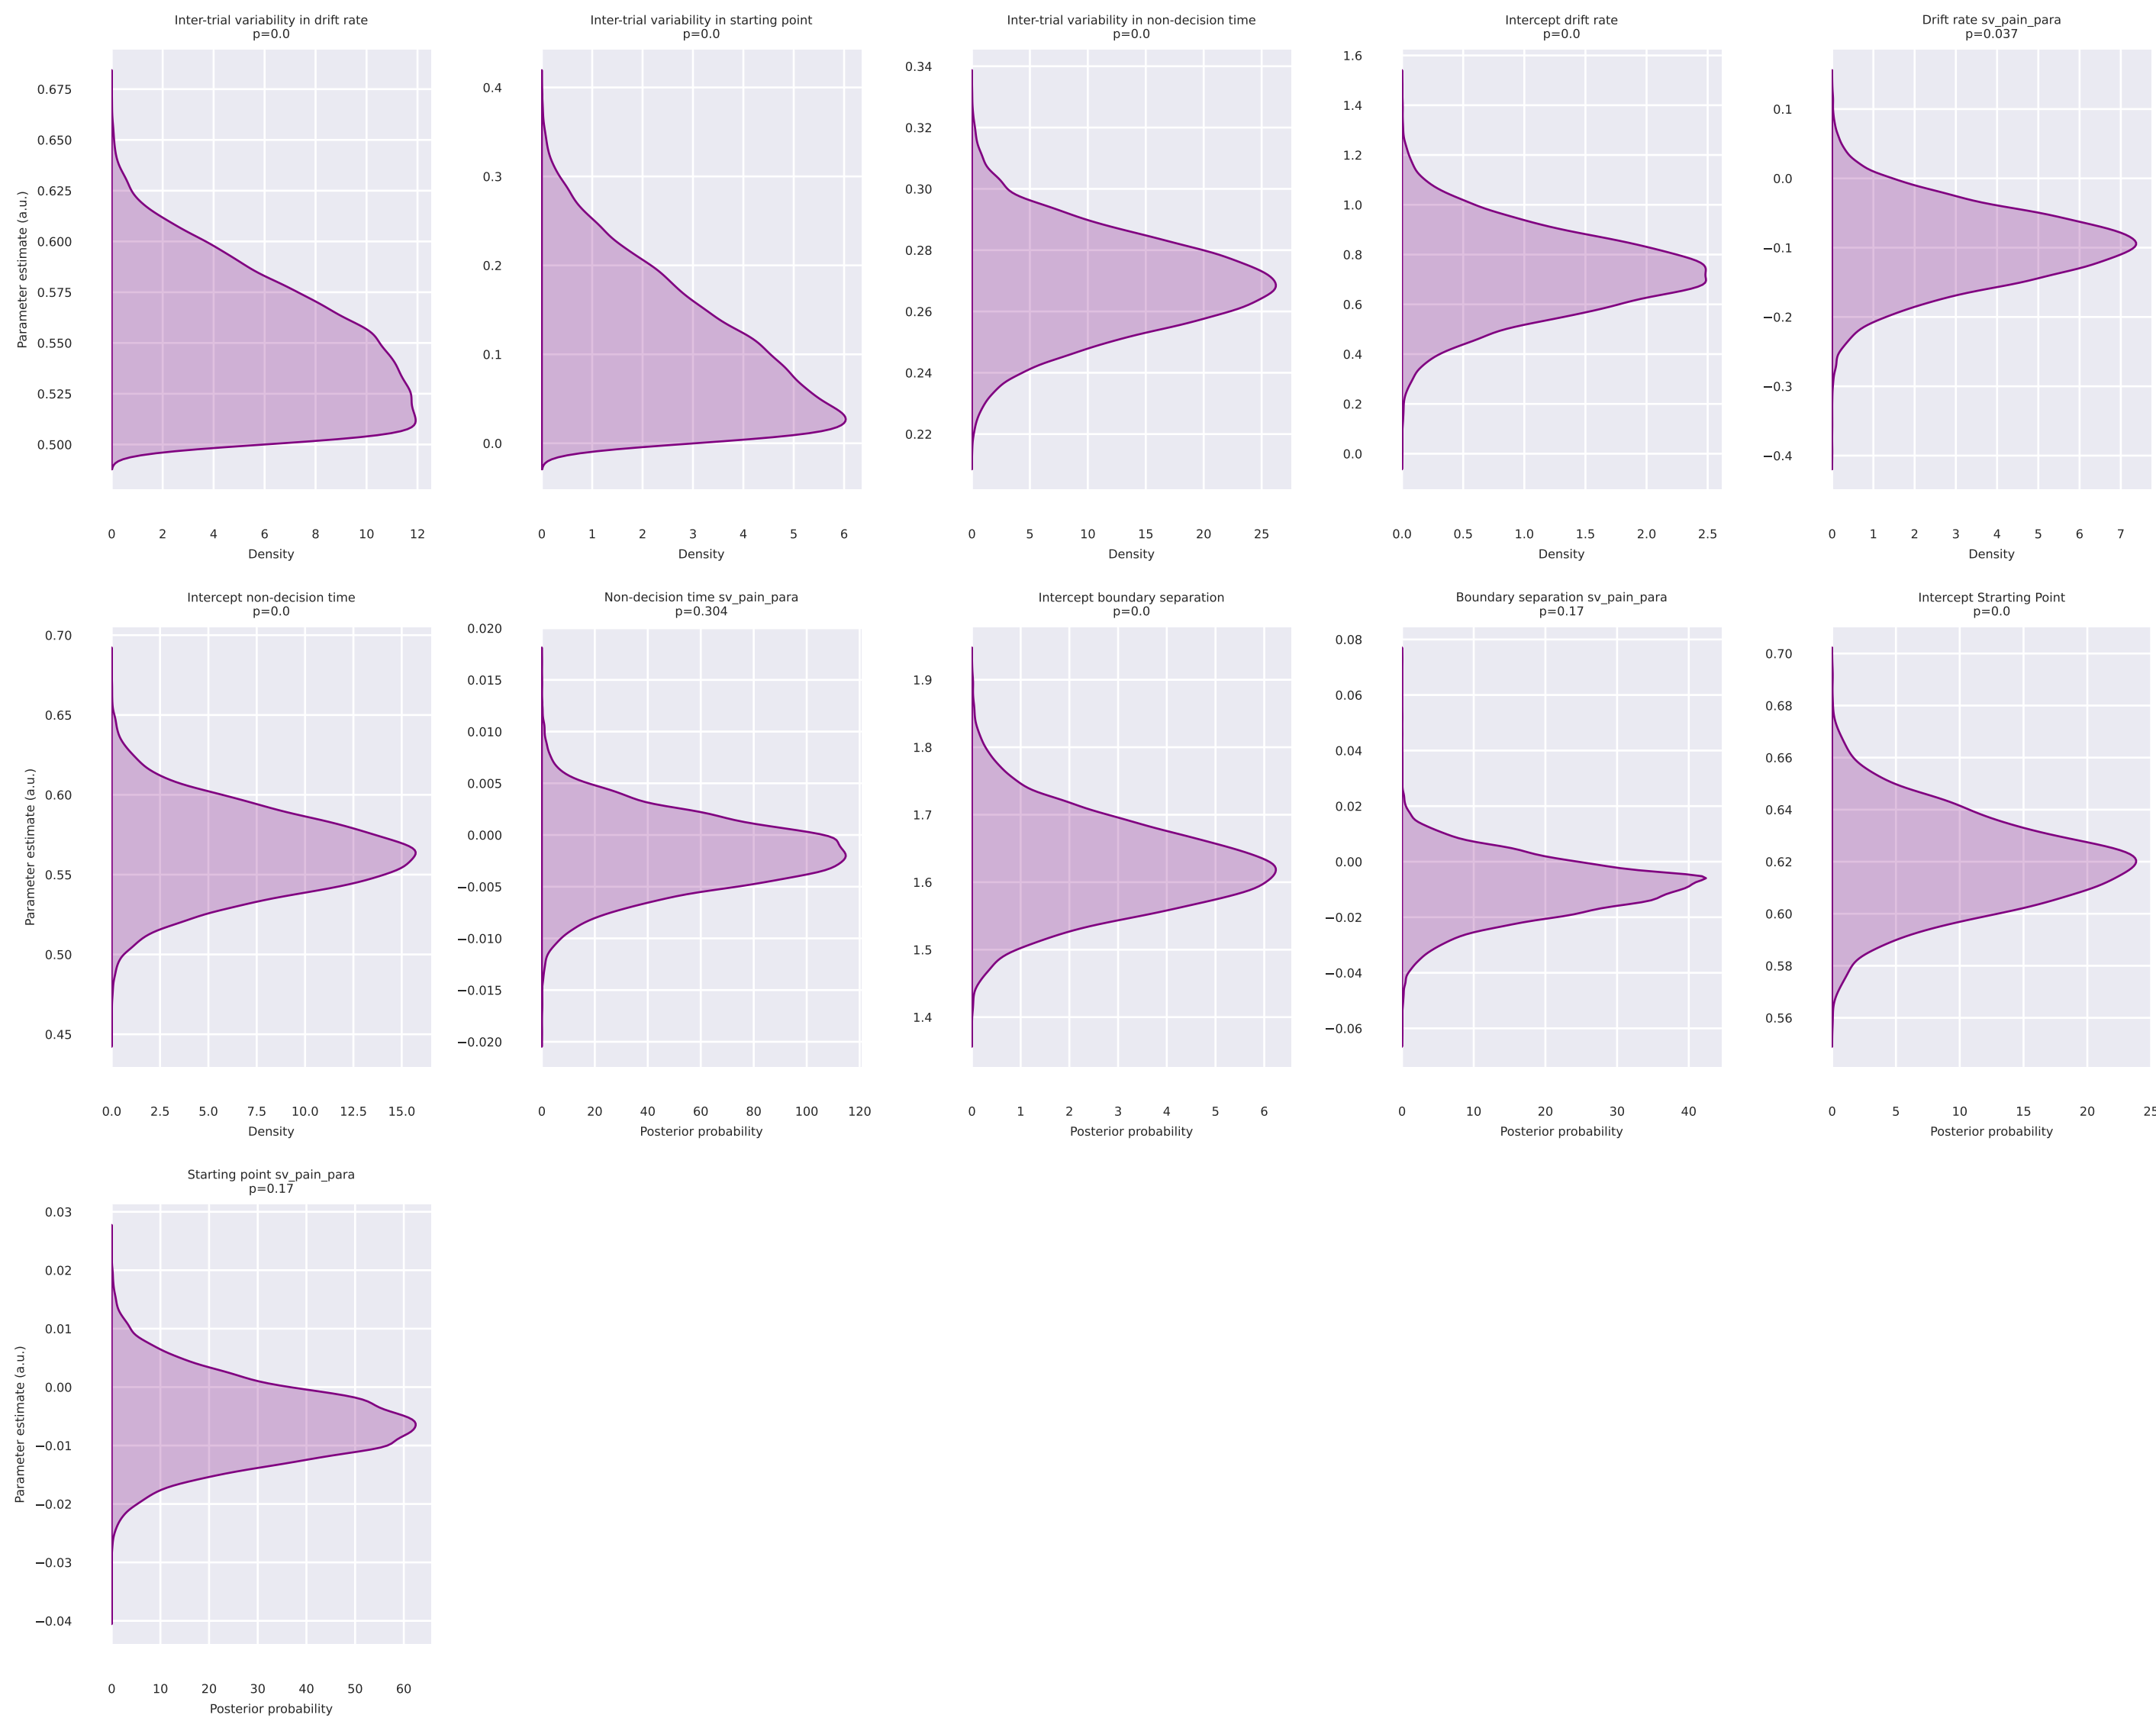 Inter-trial variability in drift rate
p=0.0
Parameter estimate (a.u.)
0.675
0.650
0.625
0.600
0.575
0.550
0.525
0.500
0 2 4 6 8 10 12
Density
Inter-trial variability in starting point
p=0.0
0.4
0.3
0.2
0.1
0.0
0 1 2 3 4 5 6
Density
Inter-trial variability in non-decision time
p=0.0
0.34
0.32
0.30
0.28
0.26
0.24
0.22
0 5 10 15 20 25
Density
Intercept drift rate
p=0.0
1.6
1.4
1.2
1.0
0.8
0.6
0.4
0.2
0.0
0.0 0.5 1.0 1.5 2.0 2.5
Density
Drift rate sv_pain_para
p=0.037
0.1
0.0
−0.1
−0.2
−0.3
−0.4
0 1 2 3 4 5 6 7
Density
Intercept non-decision time
p=0.0
Parameter estimate (a.u.)
0.70
0.65
0.60
0.55
0.50
0.45
0.0 2.5 5.0 7.5 10.0 12.5 15.0
Density
Non-decision time sv_pain_para
p=0.304
0.020
0.015
0.010
0.005
0.000
−0.005
−0.010
−0.015
−0.020
0 20 40 60 80 100 120
Posterior probability
Intercept boundary separation
p=0.0
1.9
1.8
1.7
1.6
1.5
1.4
0 1 2 3 4 5 6
Posterior probability
Boundary separation sv_pain_para
p=0.17
0.08
0.06
0.04
0.02
0.00
−0.02
−0.04
−0.06
0 10 20 30 40
Posterior probability
Intercept Strarting Point
p=0.0
0.70
0.68
0.66
0.64
0.62
0.60
0.58
0.56
0 5 10 15 20 25
Posterior probability
Starting point sv_pain_para
p=0.17
Parameter estimate (a.u.)
0.03
0.02
0.01
0.00
−0.01
−0.02
−0.03
−0.04
0 10 20 30 40 50 60
Posterior probability